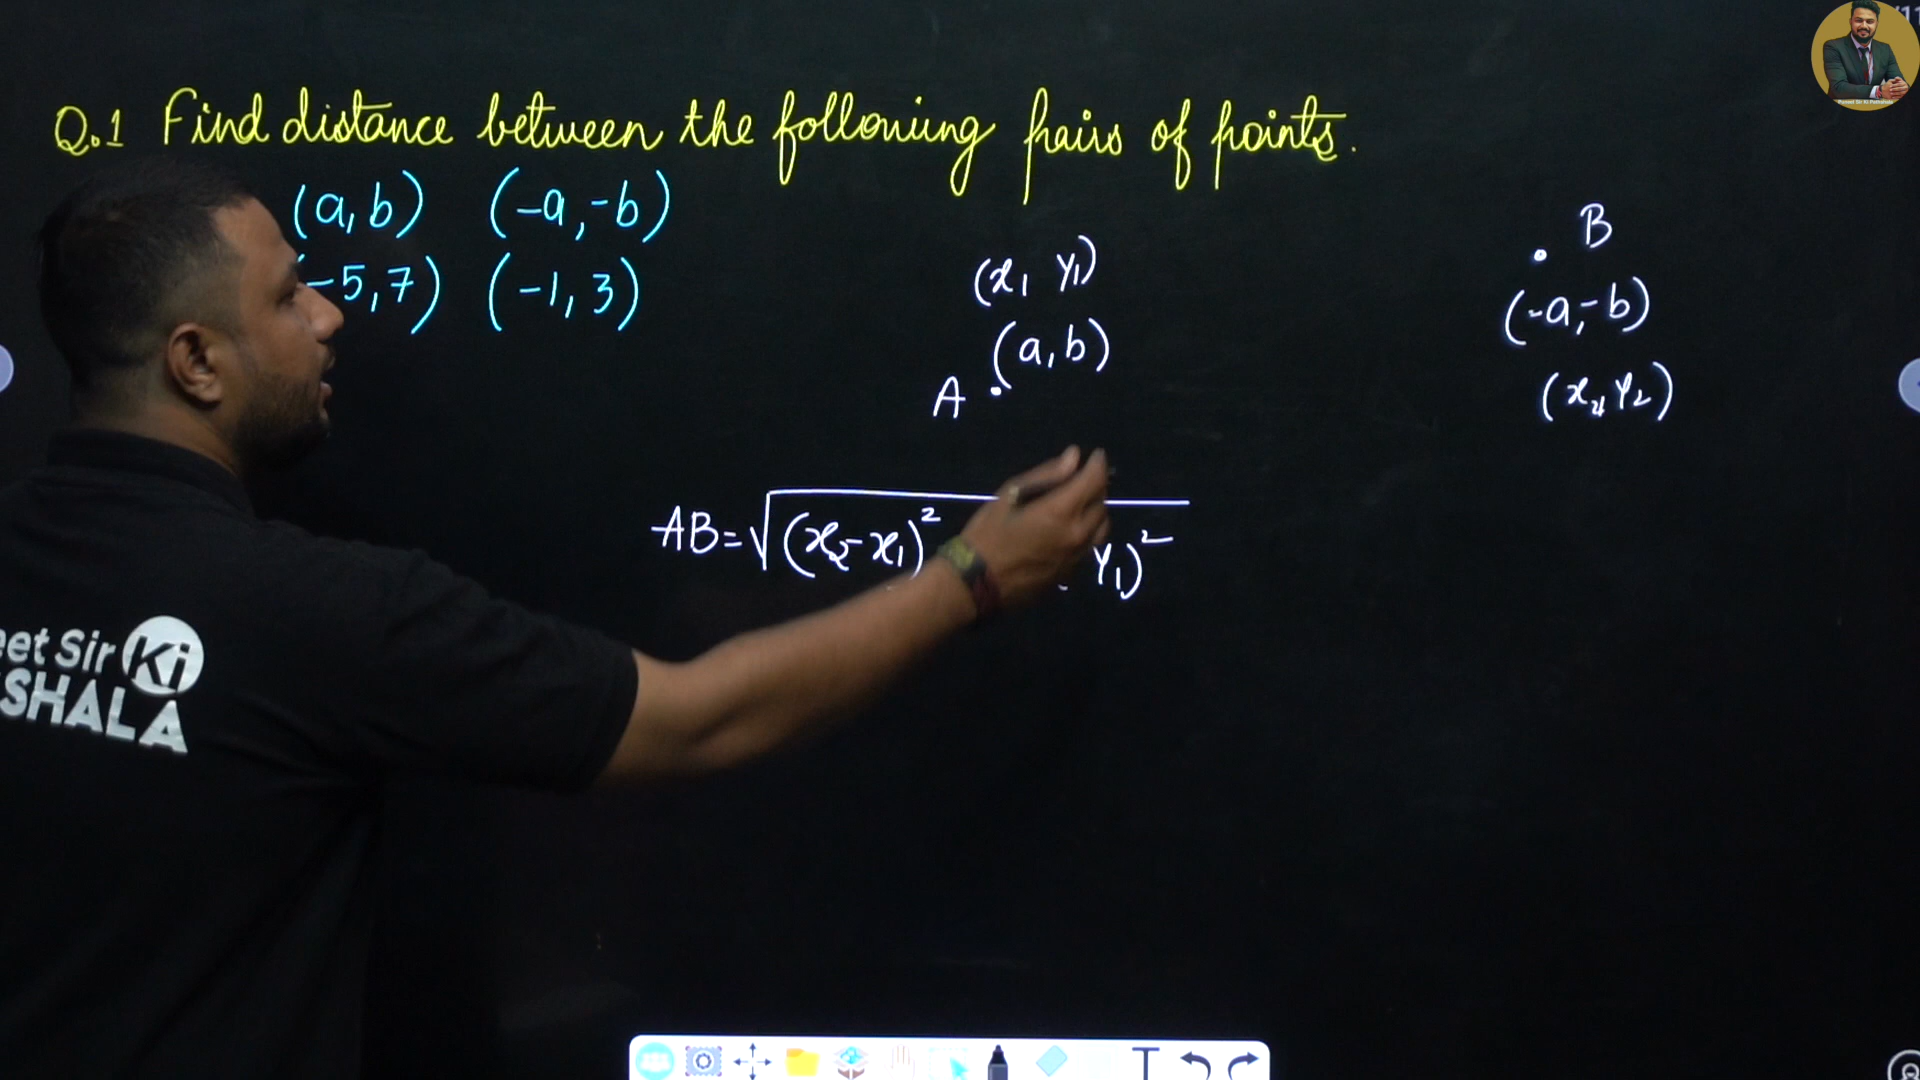 Q.1 Find distance between the following pairs of points.
(a, b) (-a, -b)
-5, 7) (-1, 3)
(x₁ y₁)
(a, b)
A
B
(-a, -b)
(x₂, y₂)
AB = √(x₂ - x₁)² y₁)²
eet Sir Ki
SHALA
T